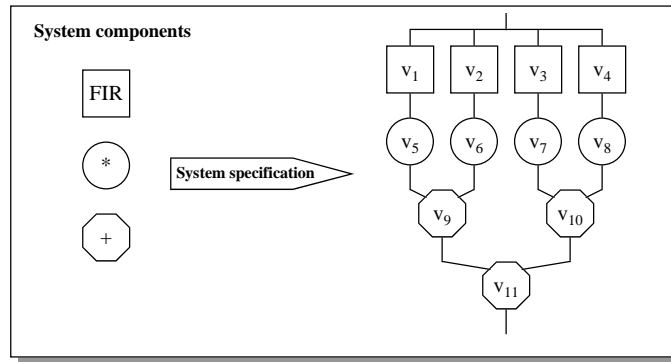 System components
FIR
*
+
System specification
v1 v2 v3 v4
v5 v6 v7 v8
v9 v10
v11